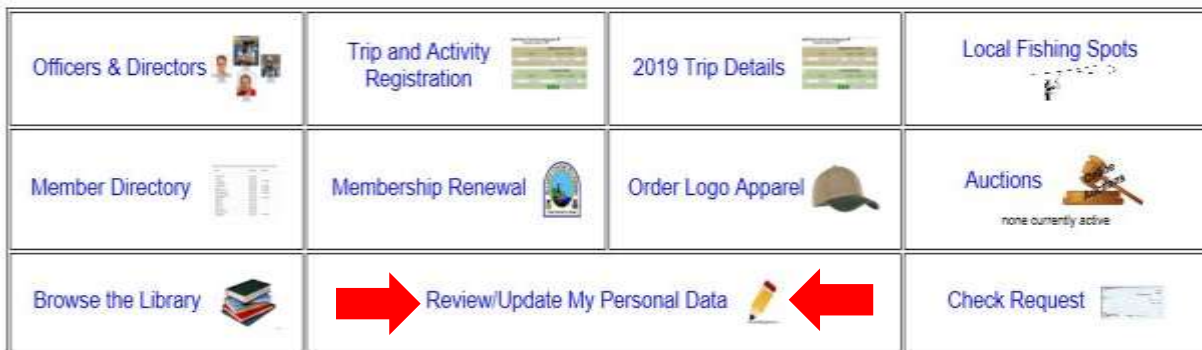 Officers & Directors
Trip and Activity
Registration
2019 Trip Details
Local Fishing Spots
Member Directory
Membership Renewal
Order Logo Apparel
Auctions
none currently active
Browse the Library
Review/Update My Personal Data
Check Request